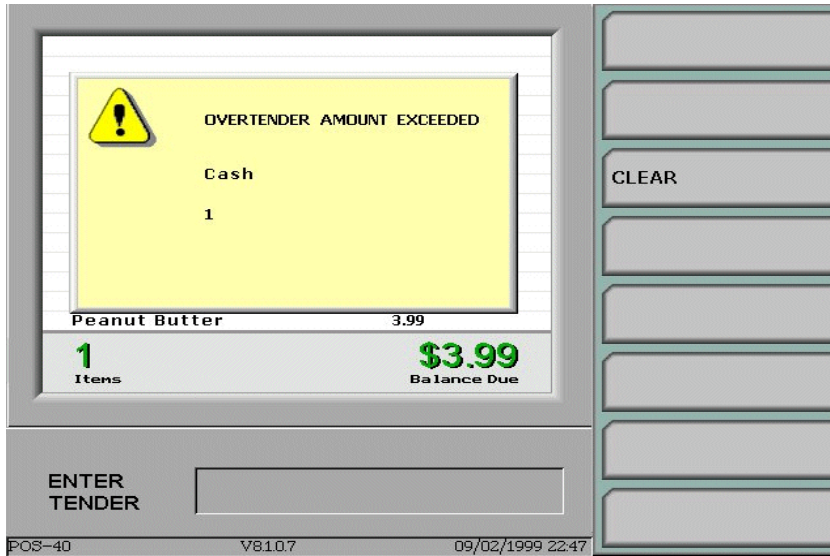 OVERTENDER AMOUNT EXCEEDED
Cash
1
CLEAR
Peanut Butter 3.99
1 $3.99
Items Balance Due
ENTER
TENDER
POS-40 V8.1.0.7 09/02/1999 22:47